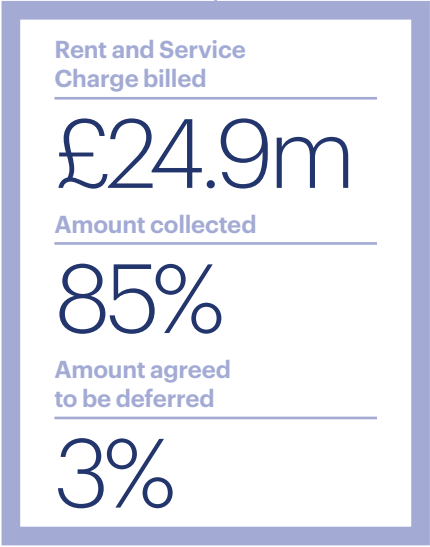 Rent and Service
Charge billed
£24.9m
Amount collected
85%
Amount agreed
to be deferred
3%